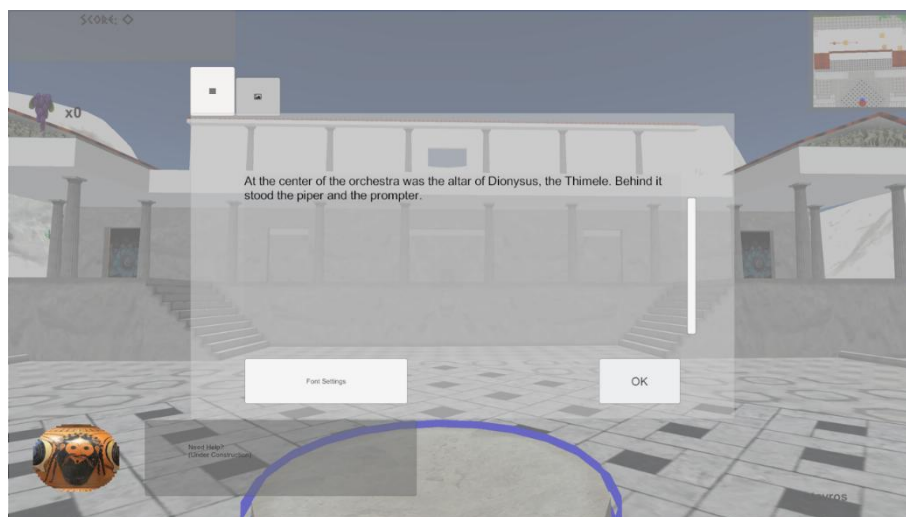 SCORE: 0
x0
At the center of the orchestra was the altar of Dionysus, the Thimele. Behind it
stood the piper and the prompter.
Font Settings
OK
Need Help?
(Under Construction)